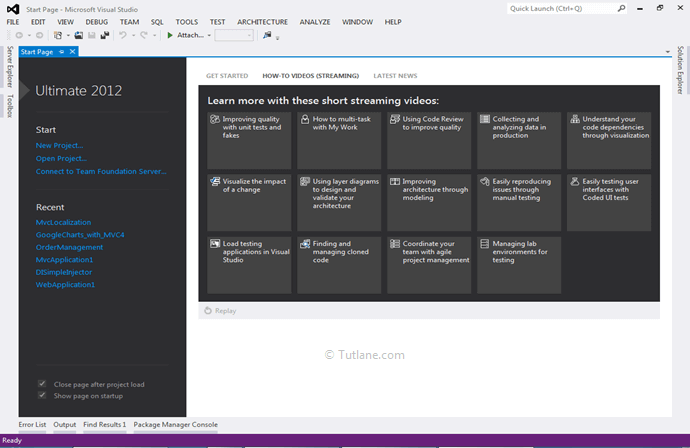 Start Page - Microsoft Visual Studio
Quick Launch (Ctrl+Q)
FILE EDIT VIEW DEBUG TEAM SQL TOOLS TEST ARCHITECTURE ANALYZE WINDOW HELP
Attach...
Server Explorer
Toolbox
Solution Explorer
Start Page
Ultimate 2012
Start
New Project...
Open Project...
Connect to Team Foundation Server...
Recent
MvcLocalization
GoogleCharts_with_MVC4
OrderManagement
MvcApplication1
DISimpleInjector
WebApplication1
Close page after project load
Show page on startup
GET STARTED HOW-TO VIDEOS (STREAMING) LATEST NEWS
Learn more with these short streaming videos:
Improving quality
with unit tests and
fakes
How to multi-task
with My Work
Using Code Review
to improve quality
Collecting and
analyzing data in
production
Understand your
code dependencies
through visualization
Visualize the impact
of a change
Using layer diagrams
to design and
validate your
architecture
Improving
architecture through
modeling
Easily reproducing
issues through
manual testing
Easily testing user
interfaces with
Coded UI tests
Load testing
applications in Visual
Studio
Finding and
managing cloned
code
Coordinate your
team with agile
project management
Managing lab
environments for
testing
Replay
© Tutlane.com
Error List Output Find Results 1 Package Manager Console
Ready